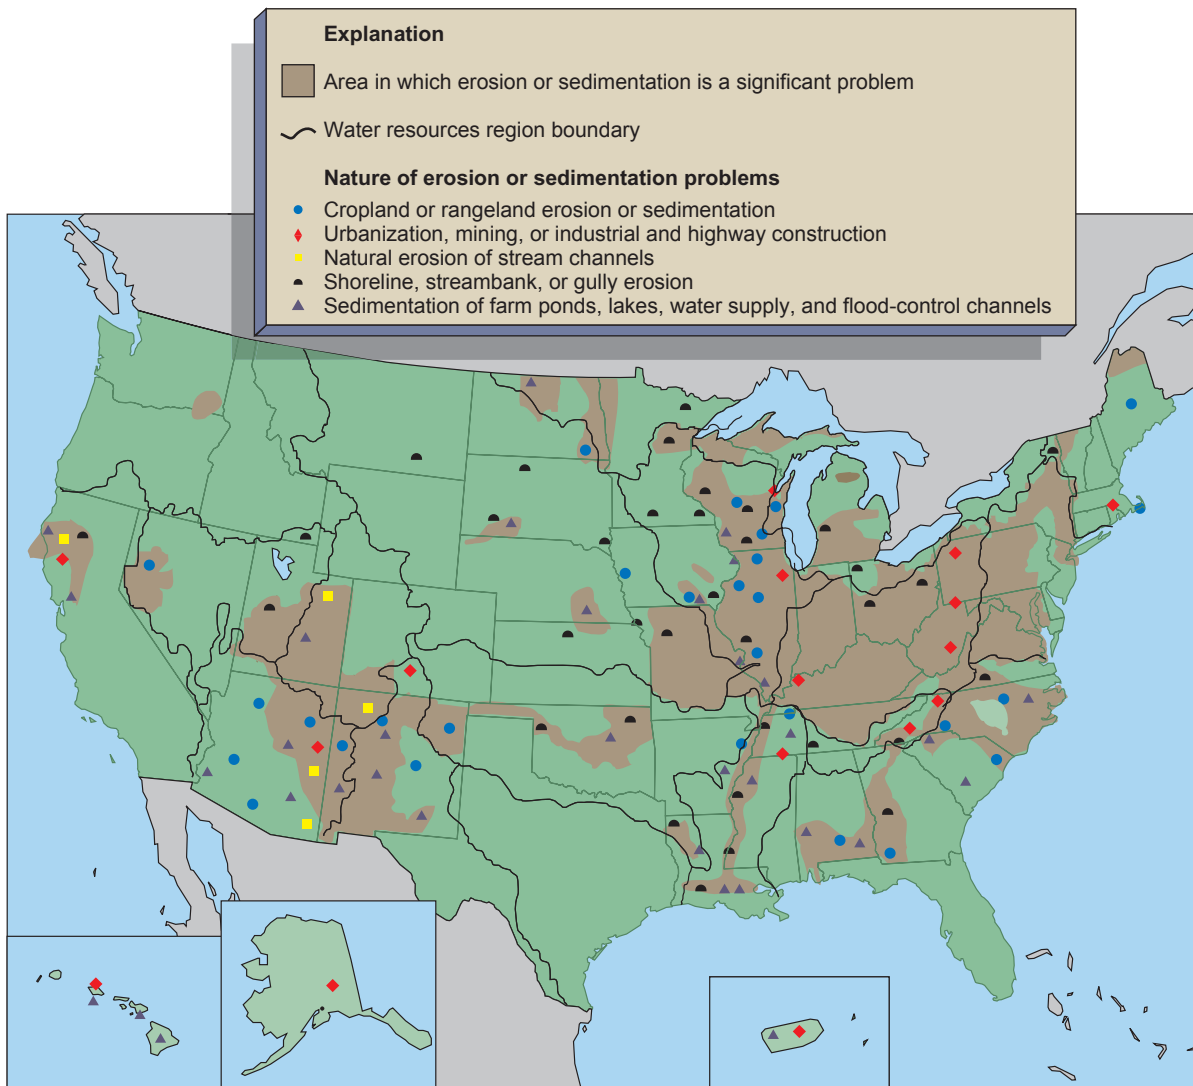 Explanation
Area in which erosion or sedimentation is a significant problem
Water resources region boundary
Nature of erosion or sedimentation problems
Cropland or rangeland erosion or sedimentation
Urbanization, mining, or industrial and highway construction
Natural erosion of stream channels
Shoreline, streambank, or gully erosion
Sedimentation of farm ponds, lakes, water supply, and flood-control channels